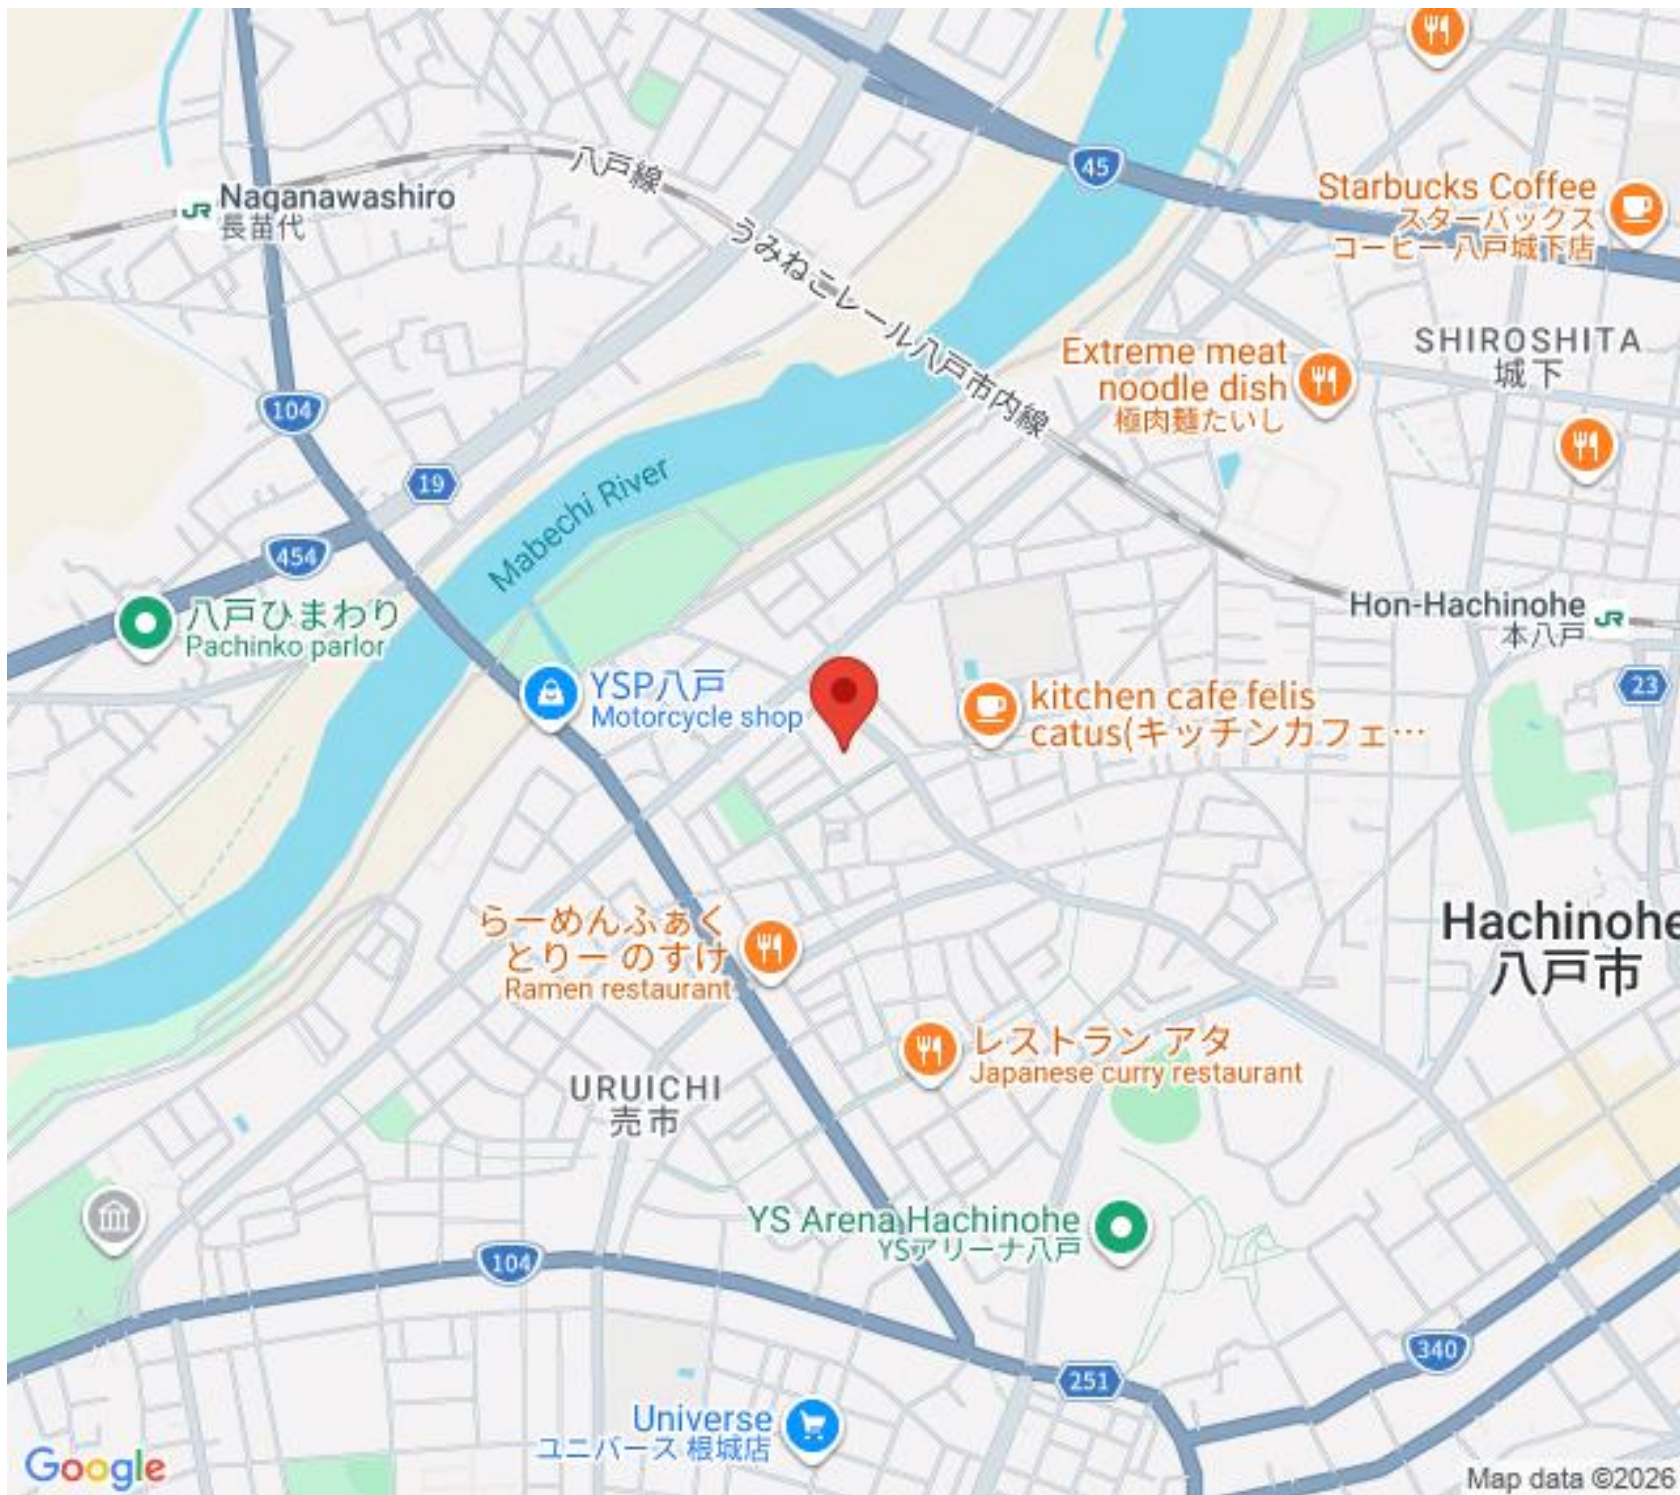 45
八戸線
Naganawashiro
長苗代
Starbucks Coffee
スターバックス
コーヒー 八戸城下店
うみねこレール八戸市内線
SHIROSHITA
城下
Extreme meat
noodle dish
極肉麺たいし
104
19
Mabechi River
454
八戸ひまわり
Pachinko parlor
Hon-Hachinohe
本八戸
23
YSP八戸
Motorcycle shop
kitchen cafe felis
catus(キッチンカフェ…
らーめんふぁく
とりー のすけ
Ramen restaurant
Hachinohe
八戸市
レストラン アタ
Japanese curry restaurant
URUICHI
売市
YS Arena Hachinohe
YSアリーナ八戸
104
340
251
Universe
ユニバース 根城店
Google
Map data ©2026